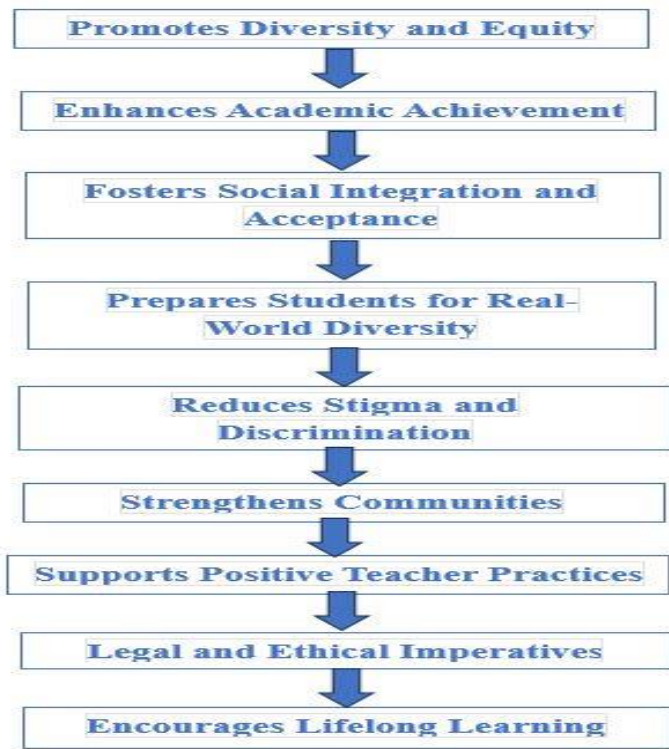 Promotes Diversity and Equity
Enhances Academic Achievement
Fosters Social Integration and
Acceptance
Prepares Students for Real-
World Diversity
Reduces Stigma and
Discrimination
Strengthens Communities
Supports Positive Teacher Practices
Legal and Ethical Imperatives
Encourages Lifelong Learning